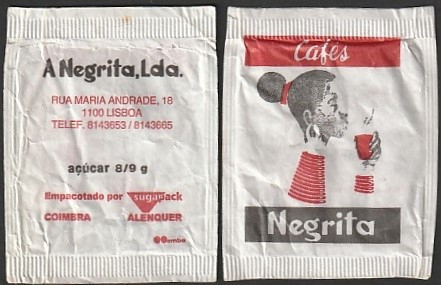 A Negrita, Lda.
RUA MARIA ANDRADE, 18
1100 LISBOA
TELEF. 8143653 / 8143665
açúcar 8/9 g
Empacotado por sugarpack
COIMBRA ALENQUER
Cafés
Negrita